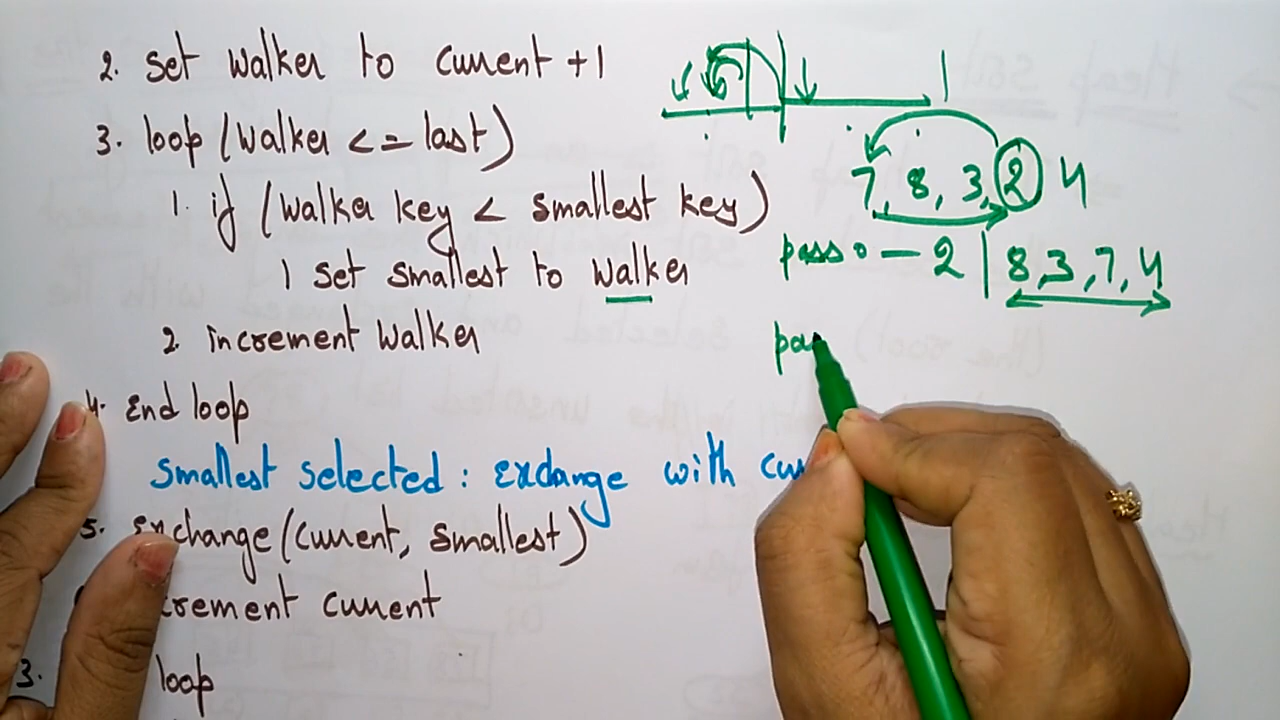 2. Set Walker to Current +1
3. loop (Walker <= last)
1. if (Walker key < smallest key)
1 set smallest to Walker
2 increment Walker
4. End loop
smallest selected : exchange with cu
5. exchange (Current, smallest)
crement current
3. loop
7, 8, 3, 2 4
pass 0 — 2 | 8,3,7,4
pas